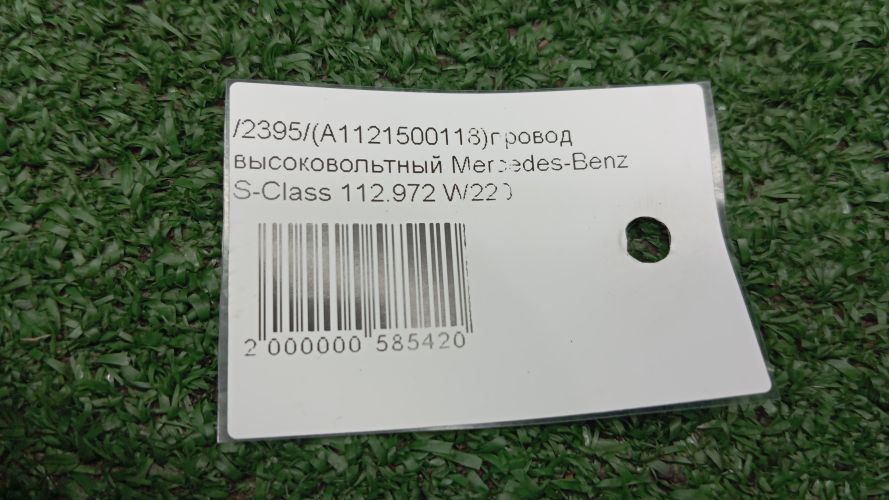 /2395/(A1121500118)провод
высоковольтный Mercedes-Benz
S-Class 112.972 W220
2 000000 585420